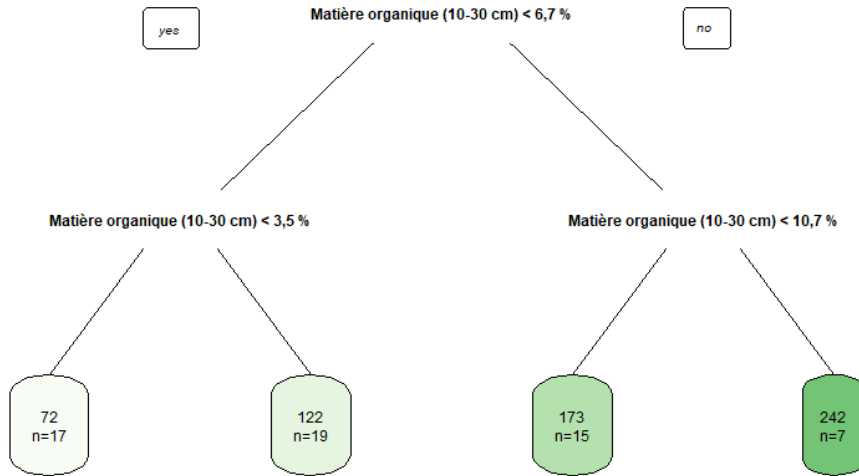 Matière organique (10-30 cm) < 6,7 %
yes
no
Matière organique (10-30 cm) < 3,5 %
Matière organique (10-30 cm) < 10,7 %
72
n=17
122
n=19
173
n=15
242
n=7